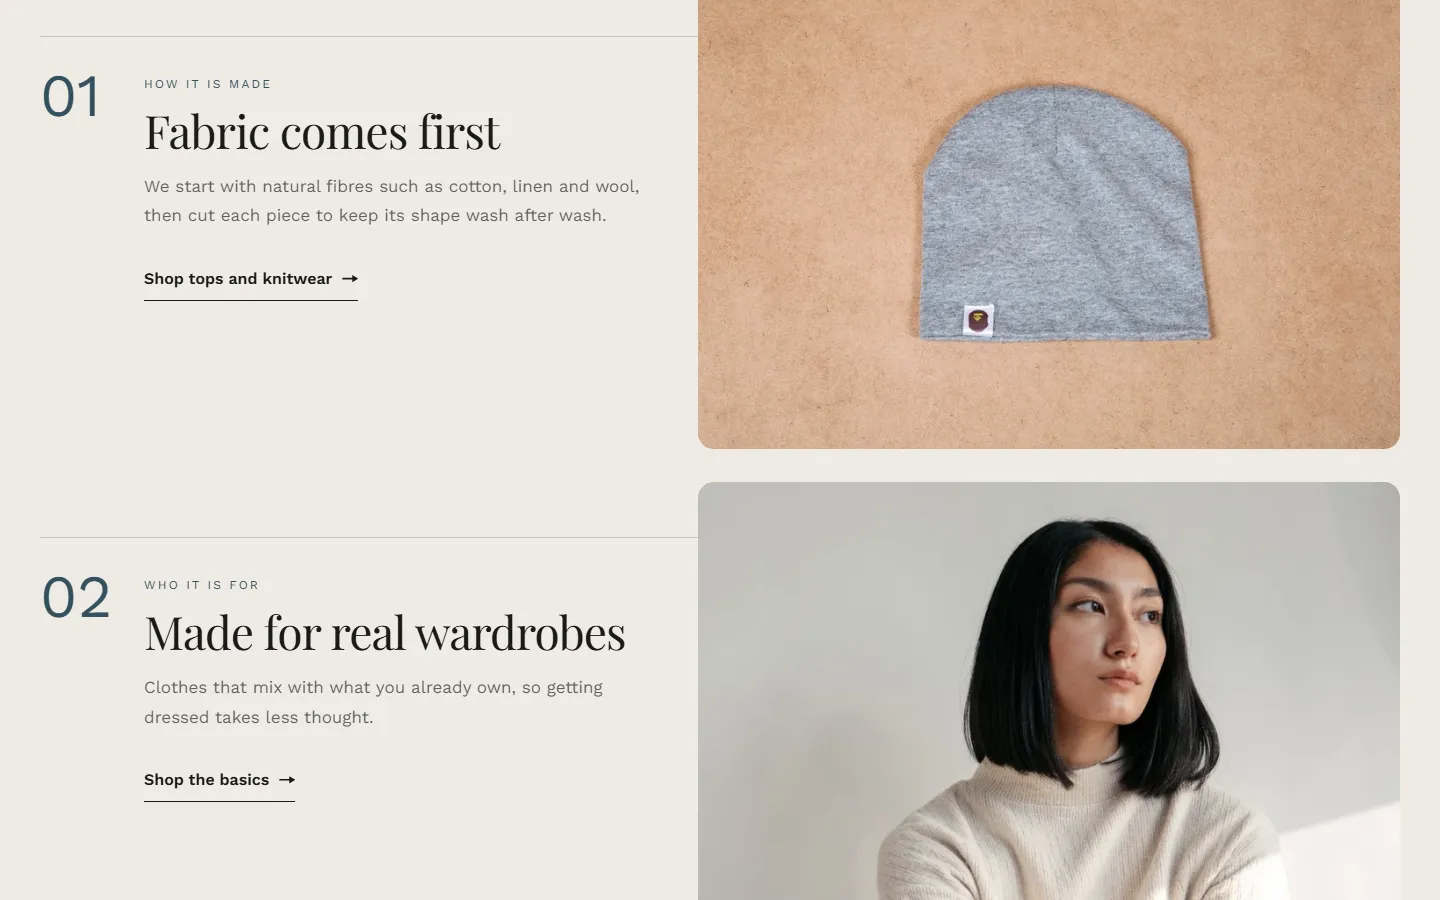 01
HOW IT IS MADE
Fabric comes first
We start with natural fibres such as cotton, linen and wool,
then cut each piece to keep its shape wash after wash.
Shop tops and knitwear →
02
WHO IT IS FOR
Made for real wardrobes
Clothes that mix with what you already own, so getting
dressed takes less thought.
Shop the basics →